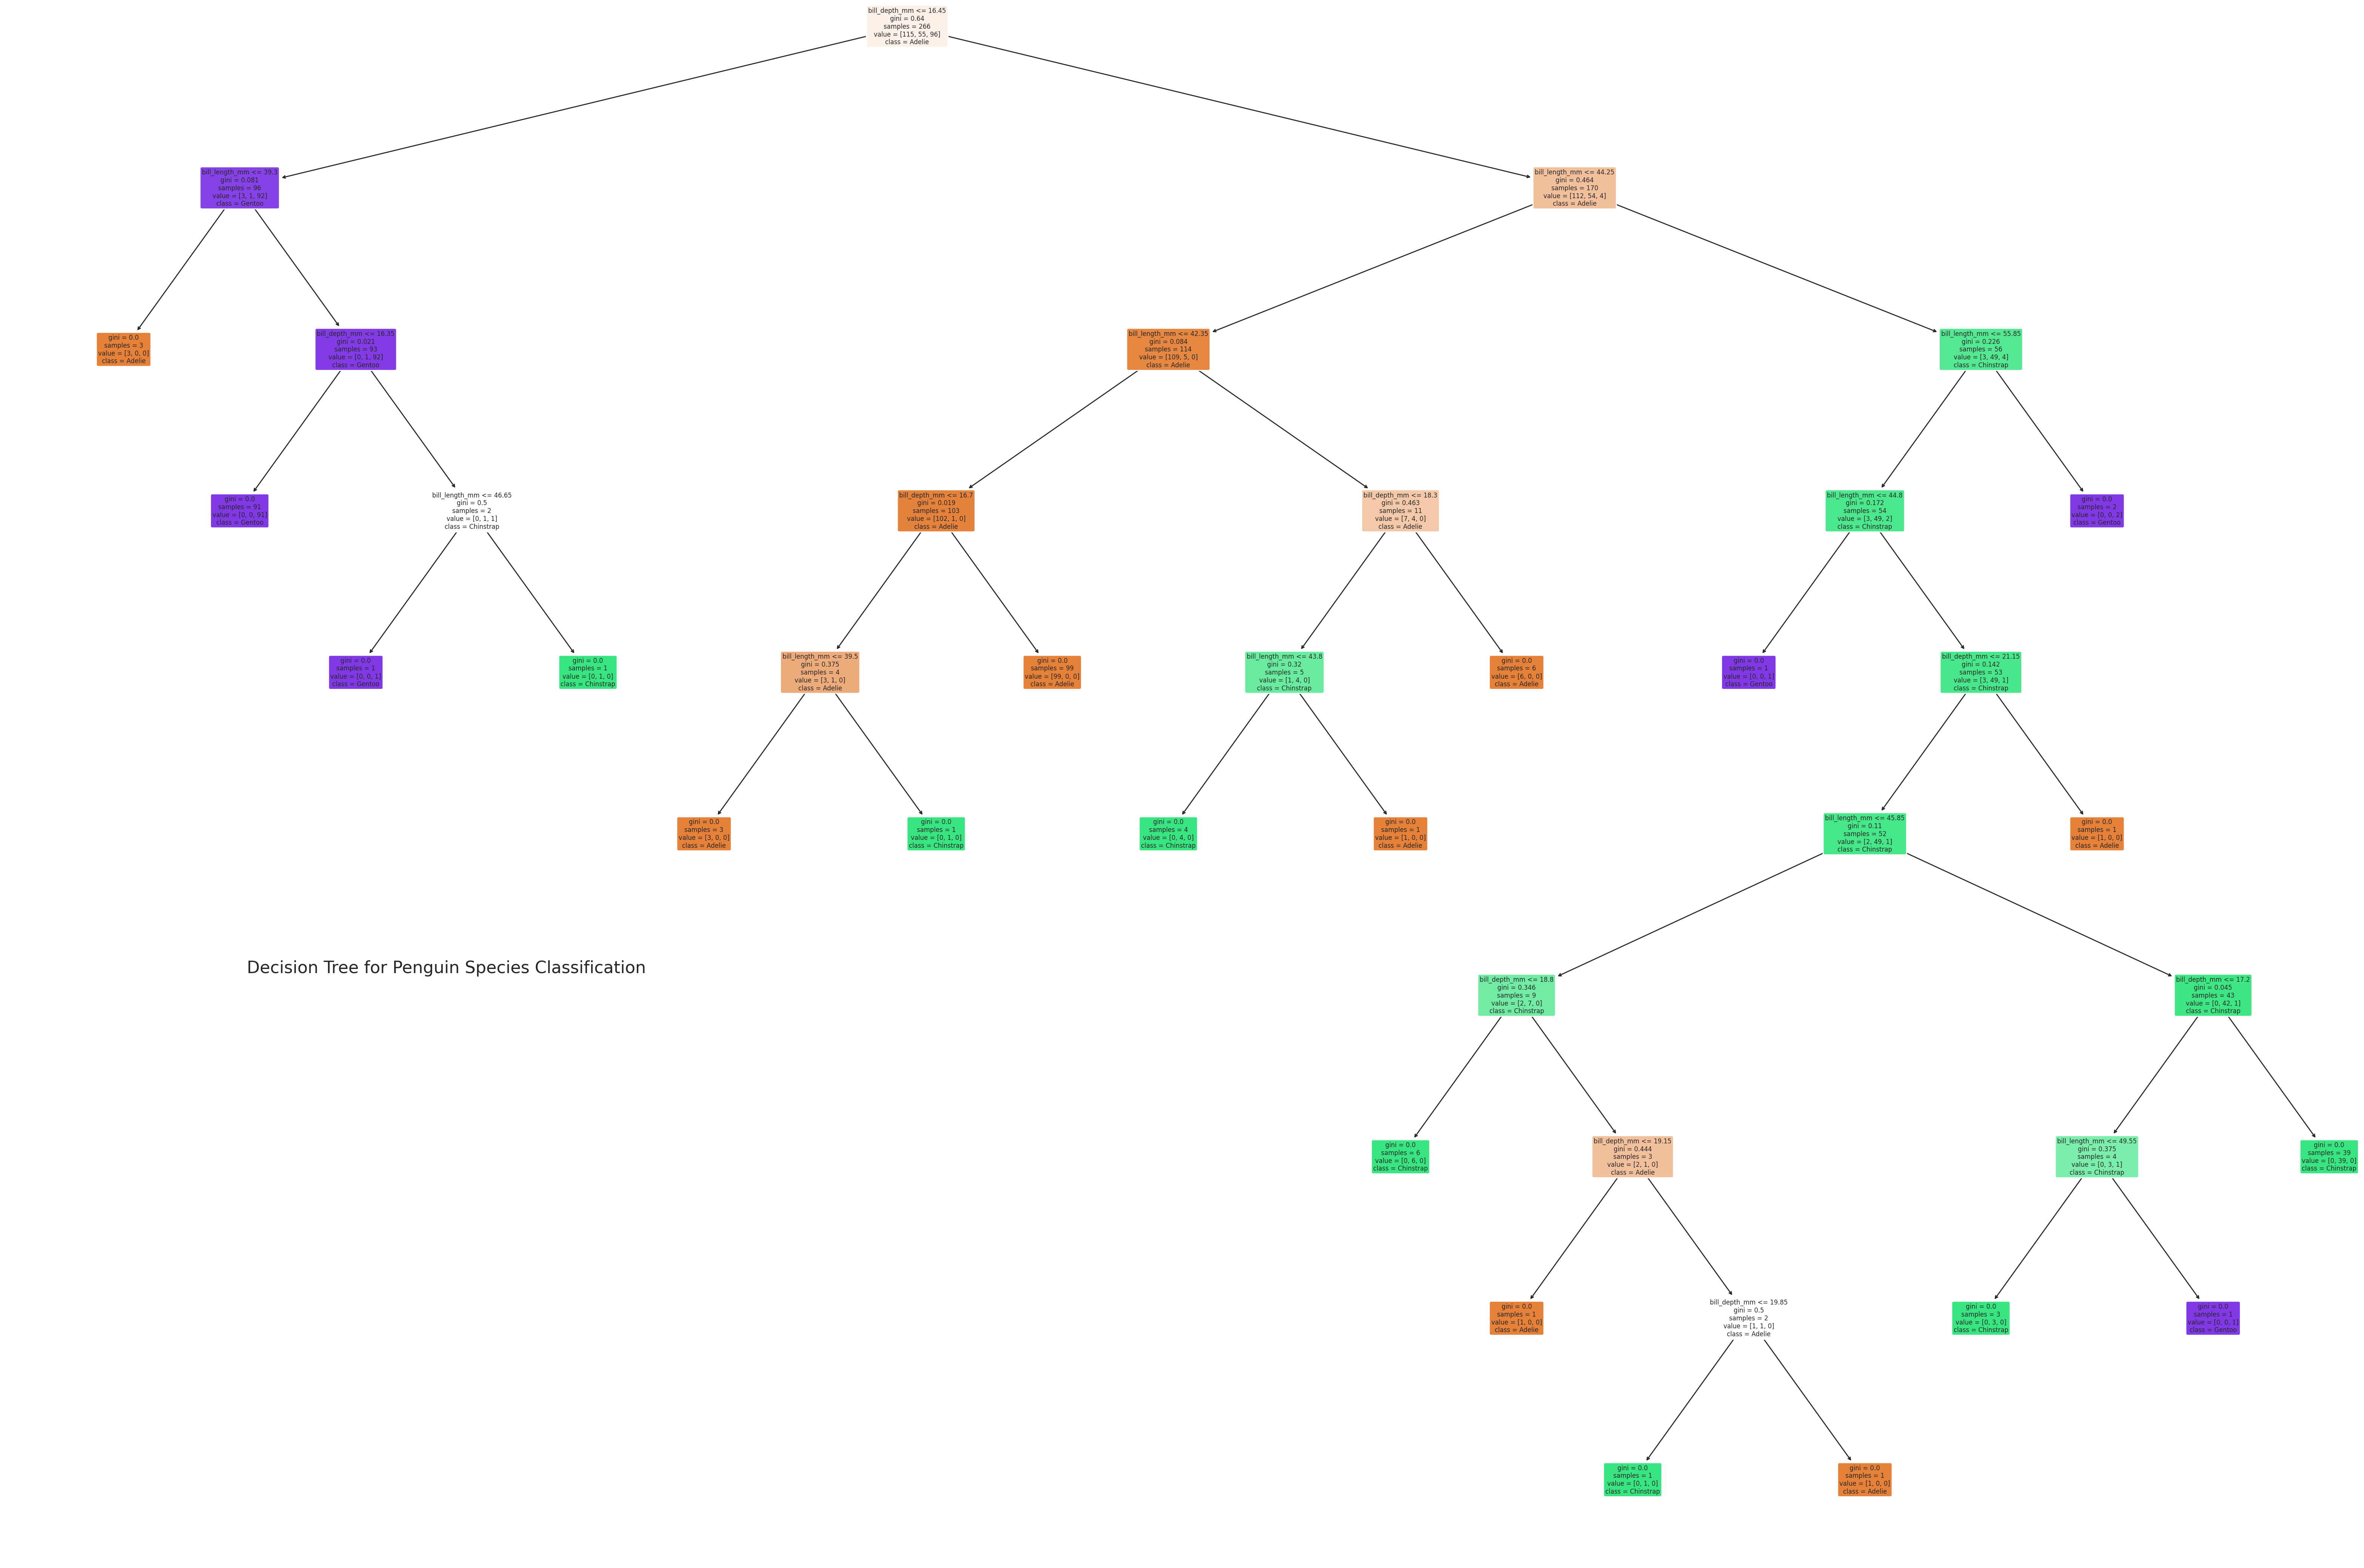 bill_depth_mm <= 16.45
gini = 0.64
samples = 266
value = [115, 55, 96]
class = Adelie
bill_length_mm <= 39.3
gini = 0.081
samples = 96
value = [3, 1, 92]
class = Gentoo
bill_length_mm <= 44.25
gini = 0.464
samples = 170
value = [112, 54, 4]
class = Adelie
gini = 0.0
samples = 3
value = [3, 0, 0]
class = Adelie
bill_depth_mm <= 16.35
gini = 0.021
samples = 93
value = [0, 1, 92]
class = Gentoo
bill_length_mm <= 42.35
gini = 0.084
samples = 114
value = [109, 5, 0]
class = Adelie
bill_length_mm <= 55.85
gini = 0.226
samples = 56
value = [3, 49, 4]
class = Chinstrap
gini = 0.0
samples = 91
value = [0, 0, 91]
class = Gentoo
bill_length_mm <= 46.65
gini = 0.5
samples = 2
value = [0, 1, 1]
class = Chinstrap
bill_depth_mm <= 16.7
gini = 0.019
samples = 103
value = [102, 1, 0]
class = Adelie
bill_depth_mm <= 18.3
gini = 0.463
samples = 11
value = [7, 4, 0]
class = Adelie
bill_length_mm <= 44.8
gini = 0.172
samples = 54
value = [3, 49, 2]
class = Chinstrap
gini = 0.0
samples = 2
value = [0, 0, 2]
class = Gentoo
gini = 0.0
samples = 1
value = [0, 0, 1]
class = Gentoo
gini = 0.0
samples = 1
value = [0, 1, 0]
class = Chinstrap
bill_length_mm <= 39.5
gini = 0.375
samples = 4
value = [3, 1, 0]
class = Adelie
gini = 0.0
samples = 99
value = [99, 0, 0]
class = Adelie
bill_length_mm <= 43.8
gini = 0.32
samples = 5
value = [1, 4, 0]
class = Chinstrap
gini = 0.0
samples = 6
value = [6, 0, 0]
class = Adelie
gini = 0.0
samples = 1
value = [0, 0, 1]
class = Gentoo
bill_depth_mm <= 21.15
gini = 0.142
samples = 53
value = [3, 49, 1]
class = Chinstrap
gini = 0.0
samples = 3
value = [3, 0, 0]
class = Adelie
gini = 0.0
samples = 1
value = [0, 1, 0]
class = Chinstrap
gini = 0.0
samples = 4
value = [0, 4, 0]
class = Chinstrap
gini = 0.0
samples = 1
value = [1, 0, 0]
class = Adelie
bill_length_mm <= 45.85
gini = 0.11
samples = 52
value = [2, 49, 1]
class = Chinstrap
gini = 0.0
samples = 1
value = [1, 0, 0]
class = Adelie
Decision Tree for Penguin Species Classification
bill_depth_mm <= 18.8
gini = 0.346
samples = 9
value = [2, 7, 0]
class = Chinstrap
bill_depth_mm <= 17.2
gini = 0.045
samples = 43
value = [0, 42, 1]
class = Chinstrap
gini = 0.0
samples = 6
value = [0, 6, 0]
class = Chinstrap
bill_depth_mm <= 19.15
gini = 0.444
samples = 3
value = [2, 1, 0]
class = Adelie
bill_length_mm <= 49.55
gini = 0.375
samples = 4
value = [0, 3, 1]
class = Chinstrap
gini = 0.0
samples = 39
value = [0, 39, 0]
class = Chinstrap
gini = 0.0
samples = 1
value = [1, 0, 0]
class = Adelie
bill_depth_mm <= 19.85
gini = 0.5
samples = 2
value = [1, 1, 0]
class = Adelie
gini = 0.0
samples = 3
value = [0, 3, 0]
class = Chinstrap
gini = 0.0
samples = 1
value = [0, 0, 1]
class = Gentoo
gini = 0.0
samples = 1
value = [0, 1, 0]
class = Chinstrap
gini = 0.0
samples = 1
value = [1, 0, 0]
class = Adelie